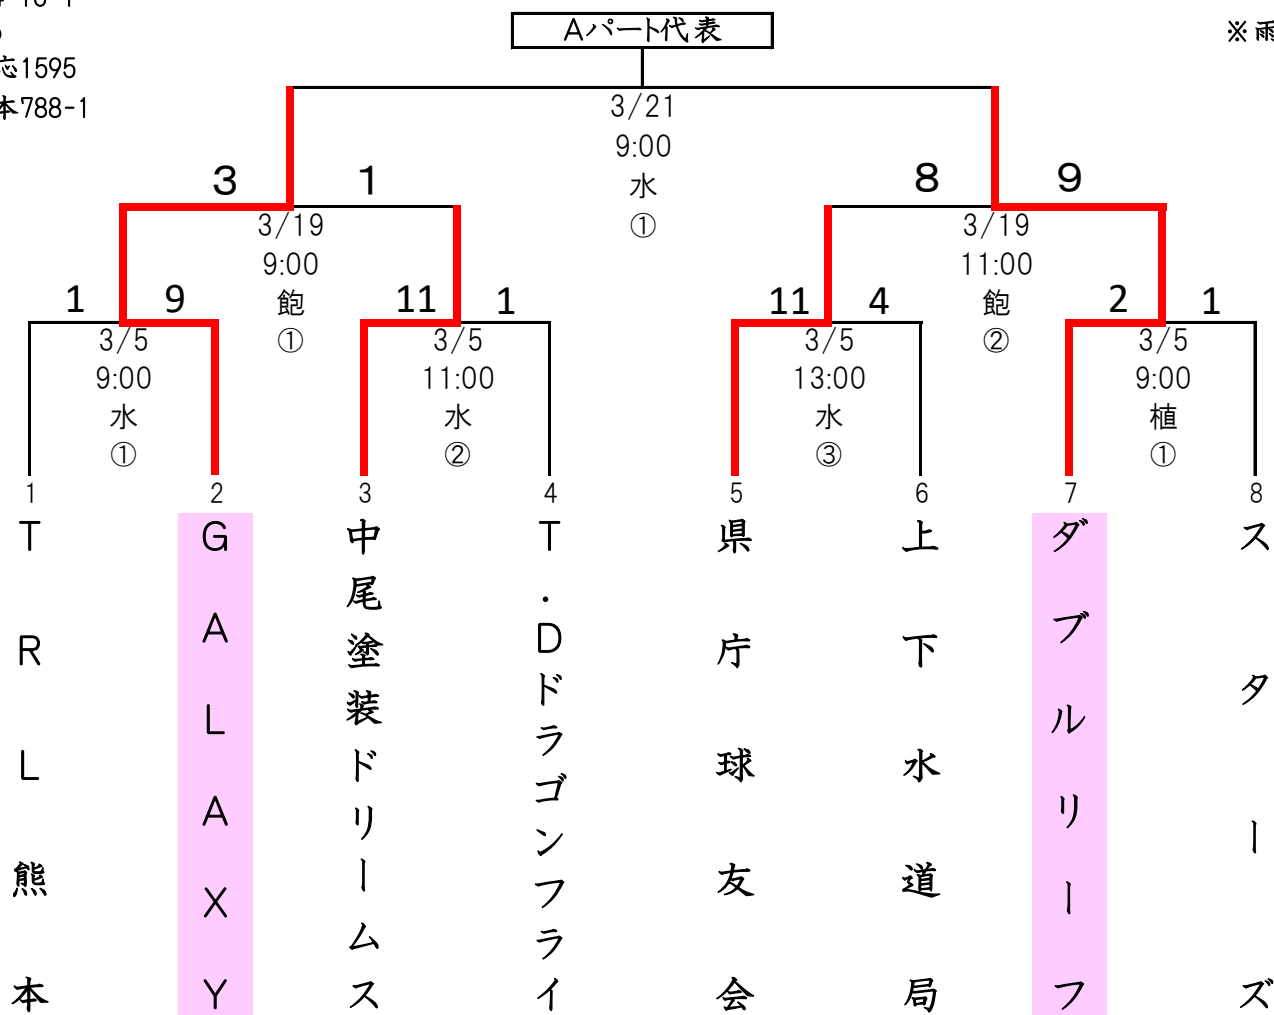 Aパート代表
※雨
応1595
本788-1
3/21
9:00
水
①
3 1
8 9
3/19
9:00
飽
①
3/19
11:00
飽
②
1 9
11 1
11 4
2 1
3/5
9:00
水
①
3/5
11:00
水
②
3/5
13:00
水
③
3/5
9:00
植
①
1
TRL熊本
2
GALAXY
3
中尾塗装ドリームス
4
T.Dドラゴンフライ
5
県庁球友会
6
上下水道局
7
ダブルリーフ
8
スターズ